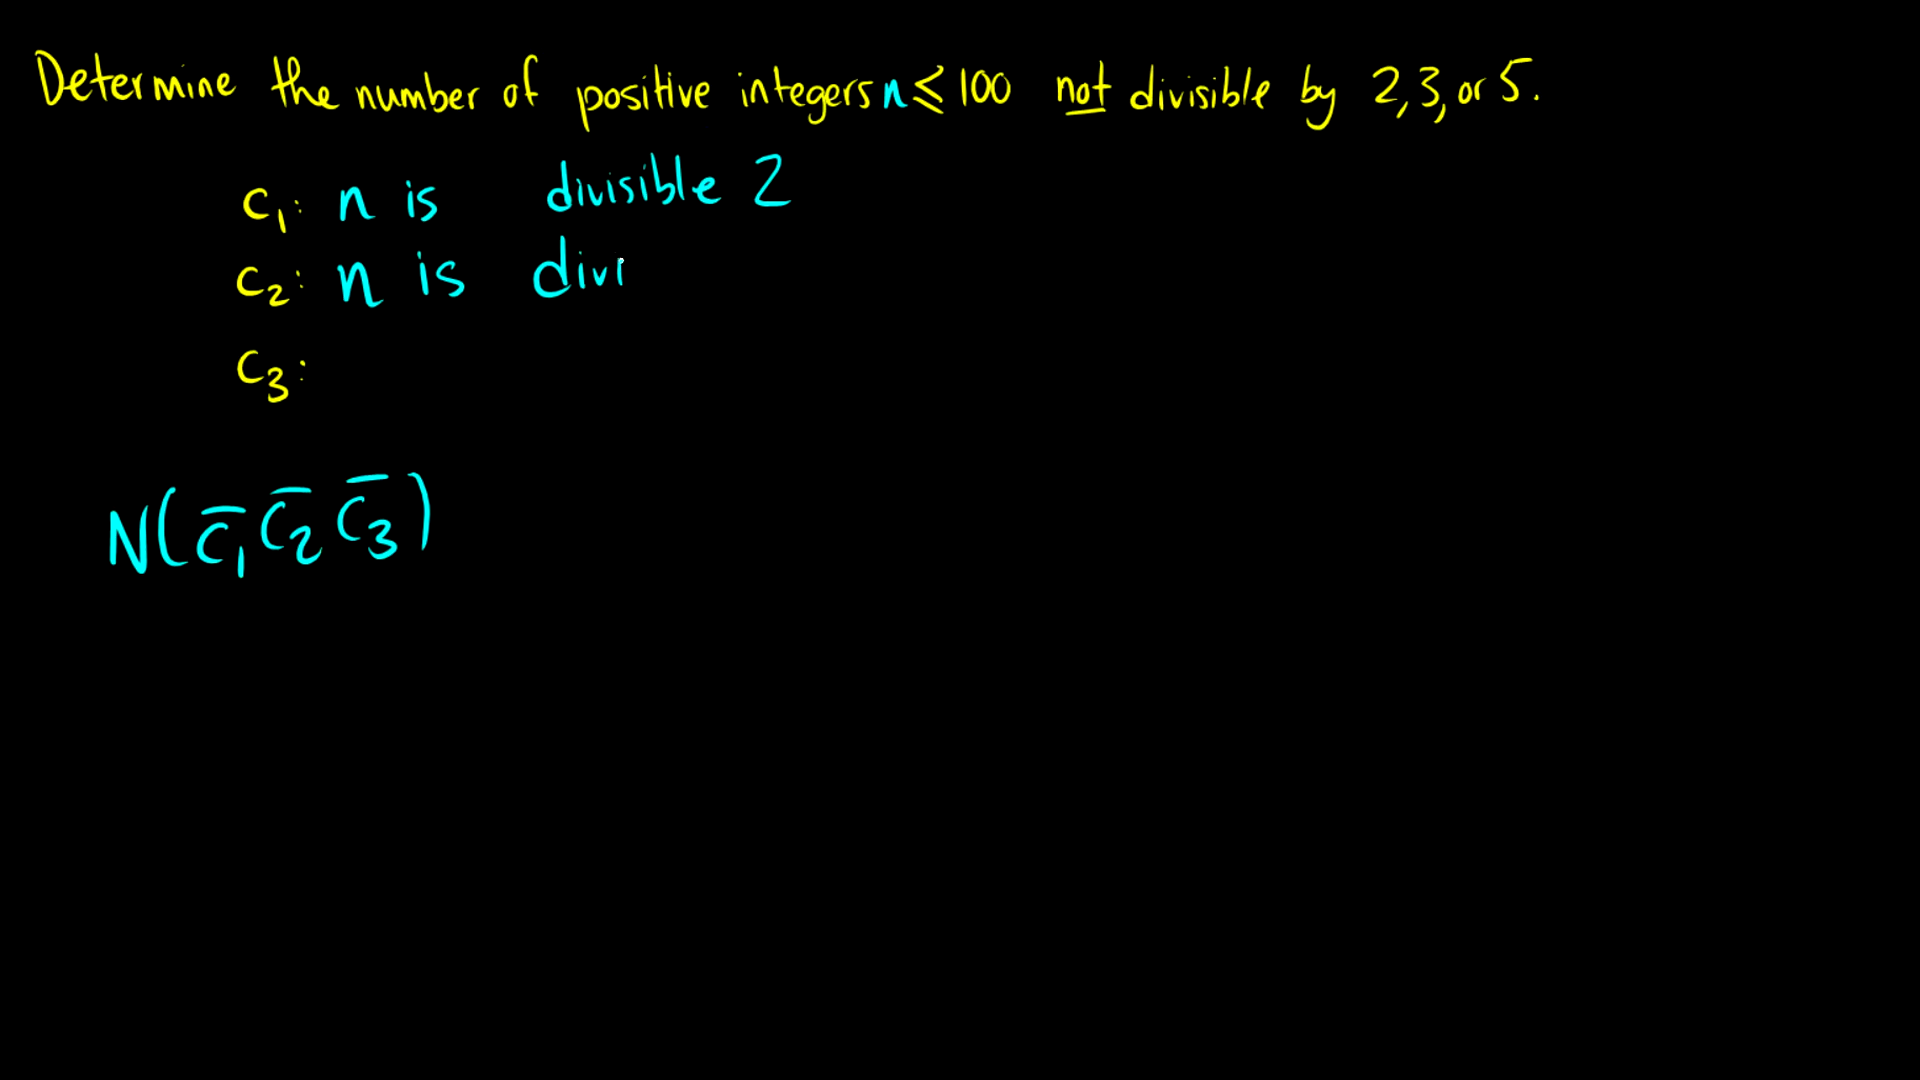 Determine the number of positive integers n ≤ 100 not divisible by 2, 3, or 5.
C₁: n is divisible 2
C₂: n is divi
C₃:
N(C̅₁C̅₂C̅₃)